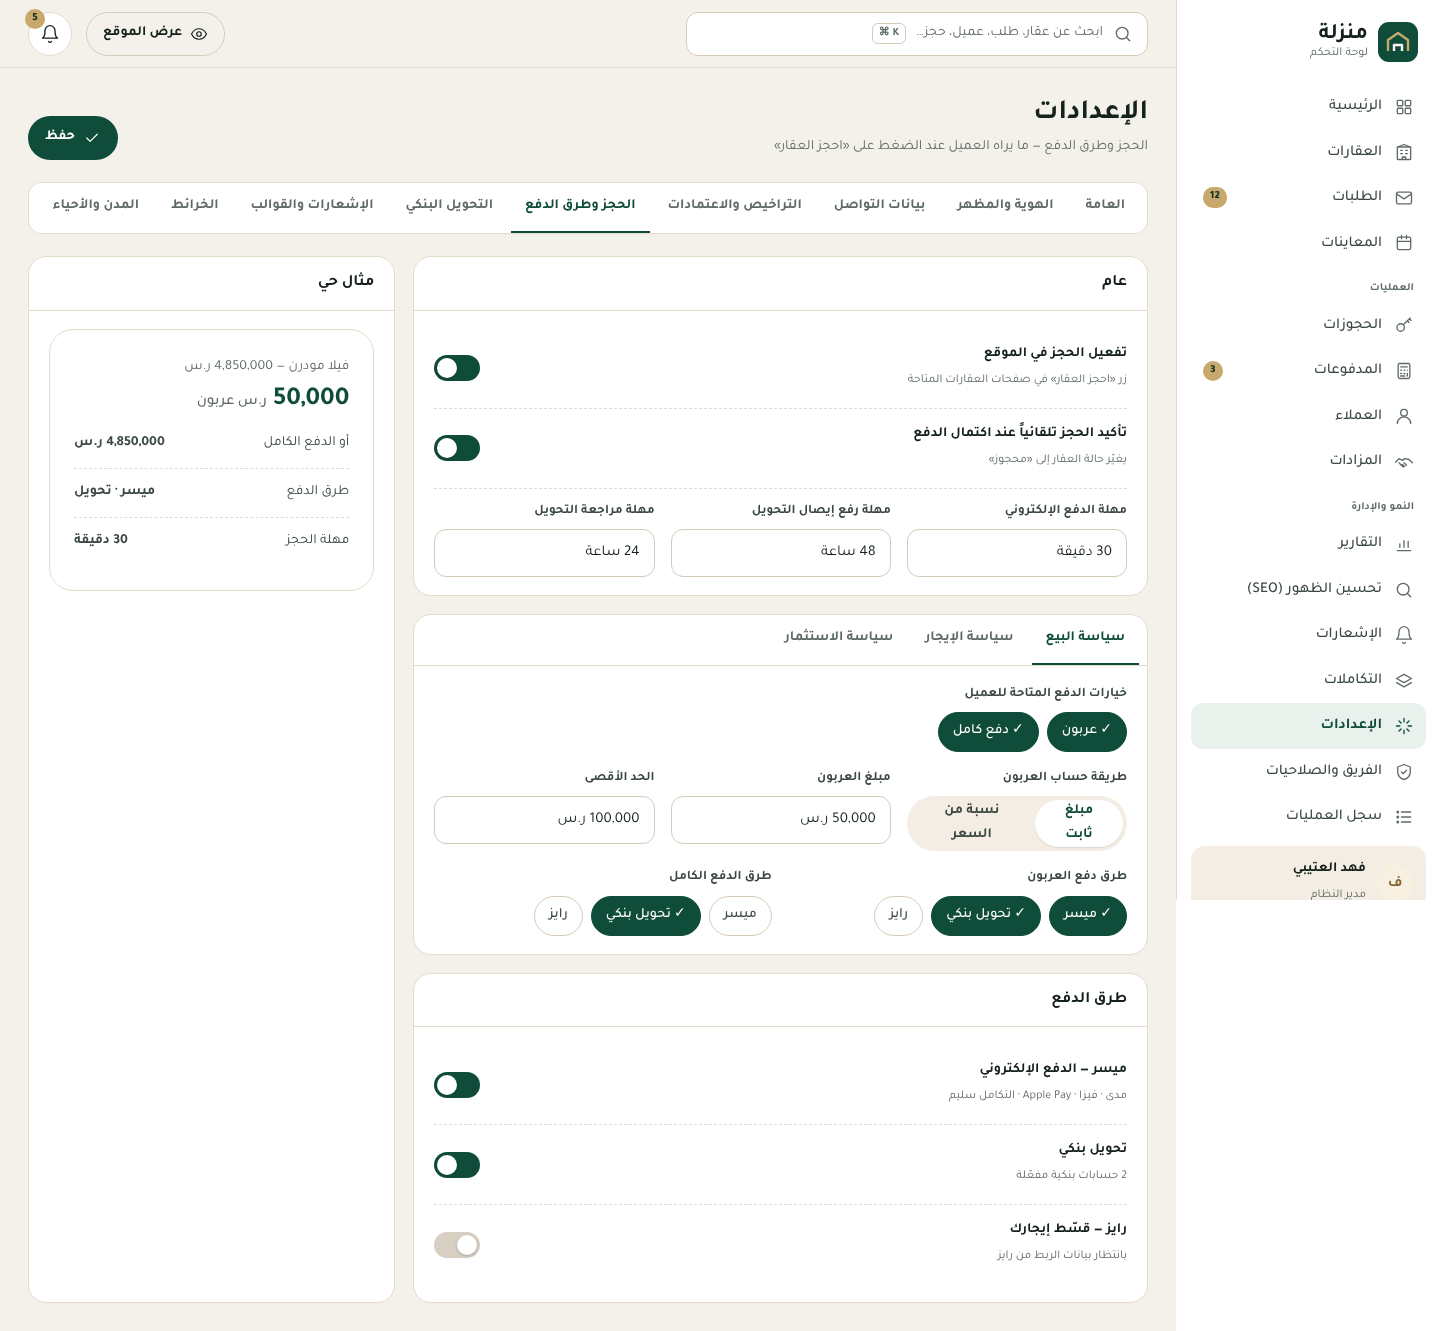 منزلة
لوحة التحكم
الرئيسية
العقارات
الطلبات
12
المعاينات
العمليات
الحجوزات
المدفوعات
3
العملاء
المزادات
النمو والإدارة
التقارير
تحسين الظهور (SEO)
الإشعارات
التكاملات
الإعدادات
الفريق والصلاحيات
سجل العمليات
ف
فهد العتيبي
مدير النظام
ابحث عن عقار، طلب، عميل، حجز...
⌘ K
عرض الموقع
5
الإعدادات
الحجز وطرق الدفع – ما يراه العميل عند الضغط على «احجز العقار»
حفظ
العامة
الهوية والمظهر
بيانات التواصل
التراخيص والاعتمادات
الحجز وطرق الدفع
التحويل البنكي
الإشعارات والقوالب
الخرائط
المدن والأحياء
عام
تفعيل الحجز في الموقع
زر «احجز العقار» في صفحات العقارات المتاحة
تأكيد الحجز تلقائياً عند اكتمال الدفع
يغيّر حالة العقار إلى «محجوز»
مهلة الدفع الإلكتروني
مهلة رفع إيصال التحويل
مهلة مراجعة التحويل
30 دقيقة
48 ساعة
24 ساعة
سياسة البيع
سياسة الإيجار
سياسة الاستثمار
خيارات الدفع المتاحة للعميل
✓ عربون
✓ دفع كامل
طريقة حساب العربون
مبلغ العربون
الحد الأقصى
مبلغ
ثابت
نسبة من
السعر
50,000 ر.س
100,000 ر.س
طرق دفع العربون
طرق الدفع الكامل
✓ ميسر
✓ تحويل بنكي
رايز
ميسر
✓ تحويل بنكي
رايز
طرق الدفع
ميسر – الدفع الإلكتروني
مدى · فيزا · Apple Pay · التكامل سليم
تحويل بنكي
2 حسابات بنكية مفعّلة
رايز – قسّط إيجارك
بانتظار بيانات الربط من رايز
مثال حي
فيلا مودرن – 4,850,000 ر.س
50,000 ر.س عربون
أو الدفع الكامل
4,850,000 ر.س
طرق الدفع
ميسر · تحويل
مهلة الحجز
30 دقيقة